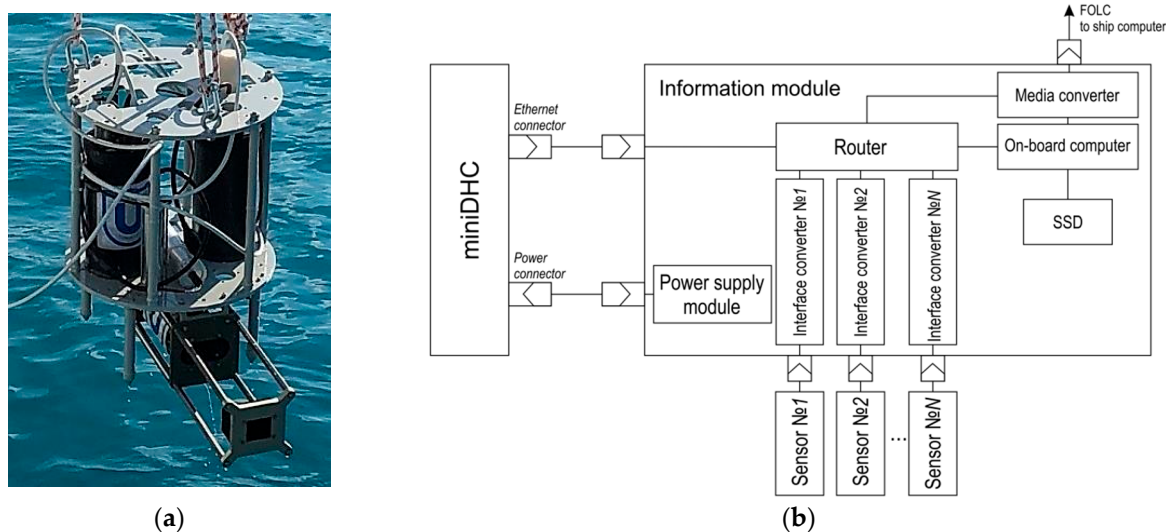 U
FOLC
to ship computer
Information module
Media converter
Ethernet
connector
Router
On-board computer
miniDHC
SSD
Interface converter №1
Interface converter №2
Interface converter №N
Power
connector
Power supply
module
Sensor №1
Sensor №2
...
Sensor №N
(a)
(b)